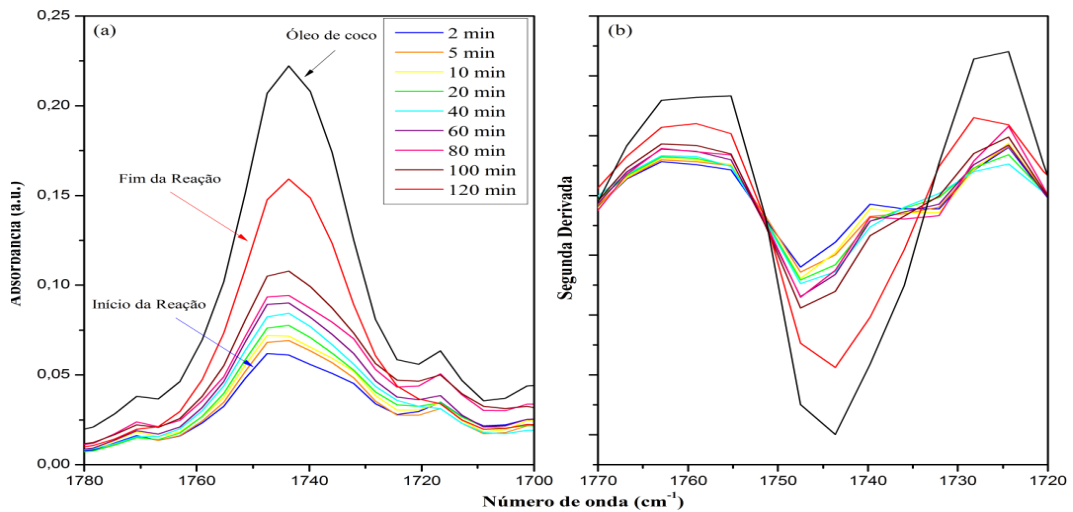 (a)
Óleo de coco
Fim da Reação
Início da Reação
2 min
5 min
10 min
20 min
40 min
60 min
80 min
100 min
120 min
Absorbancia (a.u.)
0,25
0,20
0,15
0,10
0,05
0,00
1780
1760
1740
1720
1700
(b)
Segunda Derivada
1770
1760
1750
1740
1730
1720
Número de onda (cm⁻¹)